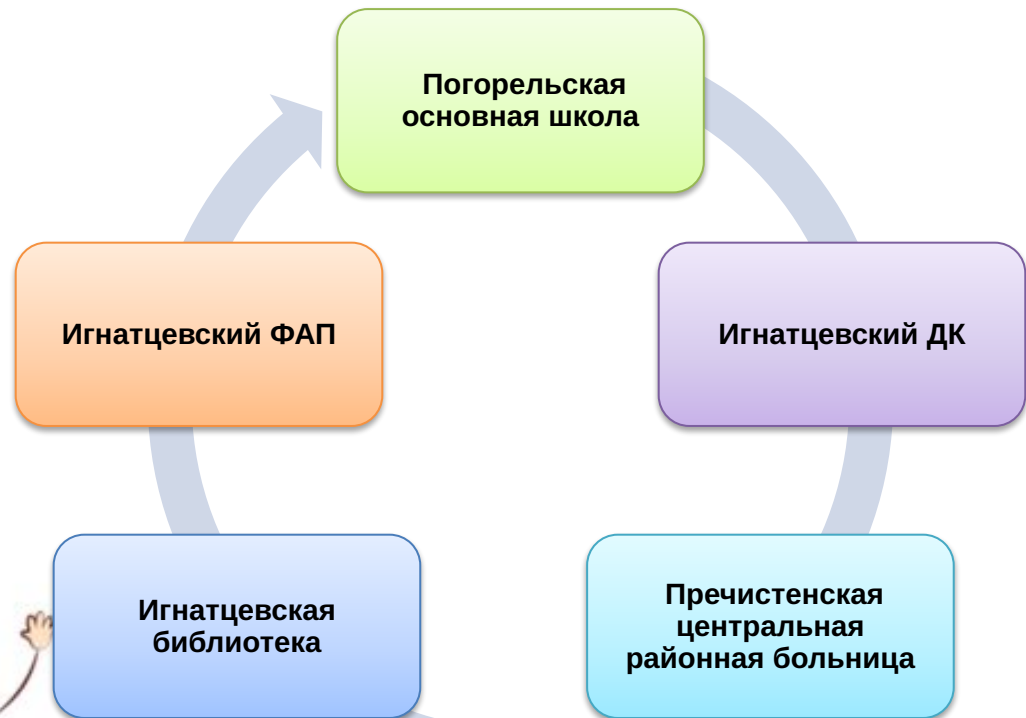 Погорельская
основная школа
Игнатцевский ФАП
Игнатцевский ДК
Игнатцевская
библиотека
Пречистенская
центральная
районная больница